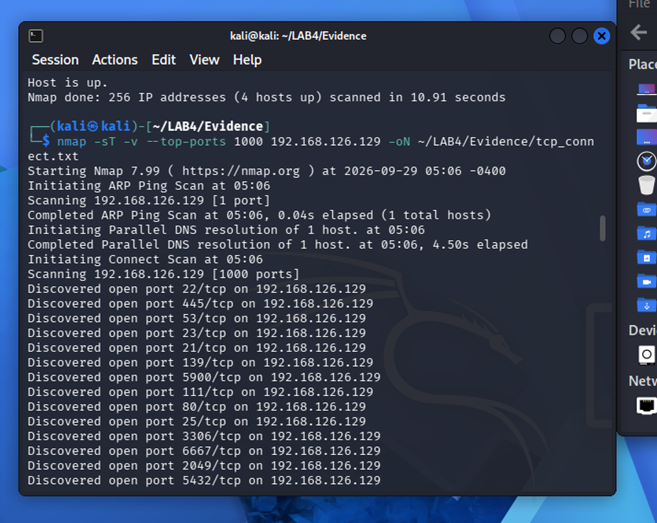 File
kali@kali: ~/LAB4/Evidence
Session Actions Edit View Help
Host is up.
Nmap done: 256 IP addresses (4 hosts up) scanned in 10.91 seconds
┌──(kali㉿kali)-[~/LAB4/Evidence]
└─$ nmap -sT -v --top-ports 1000 192.168.126.129 -oN ~/LAB4/Evidence/tcp_conn
ect.txt
Starting Nmap 7.99 ( https://nmap.org ) at 2026-09-29 05:06 -0400
Initiating ARP Ping Scan at 05:06
Scanning 192.168.126.129 [1 port]
Completed ARP Ping Scan at 05:06, 0.04s elapsed (1 total hosts)
Initiating Parallel DNS resolution of 1 host. at 05:06
Completed Parallel DNS resolution of 1 host. at 05:06, 4.50s elapsed
Initiating Connect Scan at 05:06
Scanning 192.168.126.129 [1000 ports]
Discovered open port 22/tcp on 192.168.126.129
Discovered open port 445/tcp on 192.168.126.129
Discovered open port 53/tcp on 192.168.126.129
Discovered open port 23/tcp on 192.168.126.129
Discovered open port 21/tcp on 192.168.126.129
Discovered open port 139/tcp on 192.168.126.129
Discovered open port 5900/tcp on 192.168.126.129
Discovered open port 111/tcp on 192.168.126.129
Discovered open port 80/tcp on 192.168.126.129
Discovered open port 25/tcp on 192.168.126.129
Discovered open port 3306/tcp on 192.168.126.129
Discovered open port 6667/tcp on 192.168.126.129
Discovered open port 2049/tcp on 192.168.126.129
Discovered open port 5432/tcp on 192.168.126.129
Place
Devi
Netw